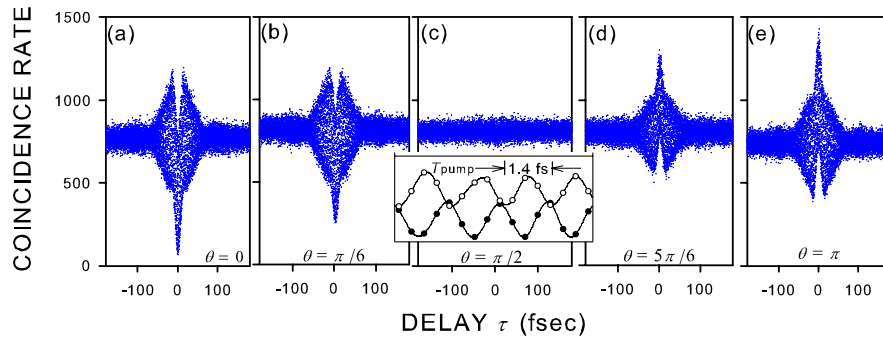 COINCIDENCE RATE
1500
1000
500
0
(a)
(b)
(c)
(d)
(e)
Tpump
1.4 fs
θ = 0
θ = π/6
θ = π/2
θ = 5π/6
θ = π
-100 0 100
-100 0 100
-100 0 100
-100 0 100
-100 0 100
DELAY τ (fsec)